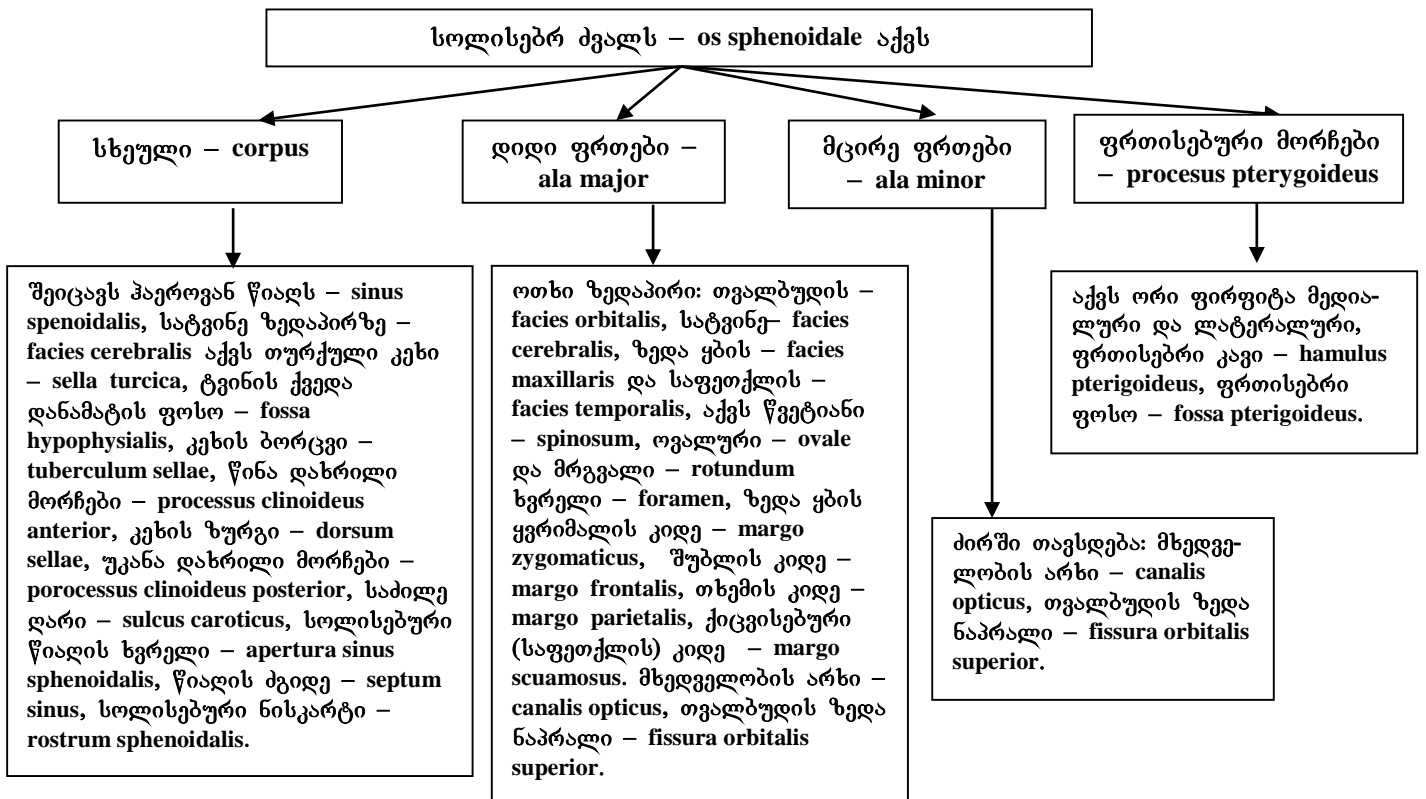 სოლისებრ ძვალს – os sphenoidale აქვს
სხეული – corpus
დიდი ფრთები –
ala major
მცირე ფრთები
– ala minor
ფრთისებური მორჩები
– procesus pterygoideus
შეიცავს ჰაეროვან წიაღს – sinus
spenoidalis, სატვინე ზედაპირზე –
facies cerebralis აქვს თურქული კეხი
– sella turcica, ტვინის ქვედა
დანამატის ფოსო – fossa
hypophysialis, კეხის ბორცვი –
tuberculum sellae, წინა დახრილი
მორჩები – processus clinoideus
anterior, კეხის ზურგი – dorsum
sellae, უკანა დახრილი მორჩები –
porocessus clinoideus posterior, საძილე
ღარი – sulcus caroticus, სოლისებური
წიაღის ხვრელი – apertura sinus
sphenoidalis, წიაღის ძგიდე – septum
sinus, სოლისებური ნისკარტი –
rostrum sphenoidalis.
ოთხი ზედაპირი: თვალბუდის –
facies orbitalis, სატვინე– facies
cerebralis, ზედა ყბის – facies
maxillaris და საფეთქლის –
facies temporalis, აქვს წვეტიანი
– spinosum, ოვალური – ovale
და მრგვალი – rotundum
ხვრელი – foramen, ზედა ყბის
ყვრიმალის კიდე – margo
zygomaticus, შუბლის კიდე –
margo frontalis, თხემის კიდე –
margo parietalis, ქიცვისებური
(საფეთქლის) კიდე – margo
scuamosus. მხედველობის არხი –
canalis opticus, თვალბუდის ზედა
ნაპრალი – fissura orbitalis
superior.
ძირში თავსდება: მხედვე-
ლობის არხი – canalis
opticus, თვალბუდის ზედა
ნაპრალი – fissura orbitalis
superior.
აქვს ორი ფირფიტა მედია-
ლური და ლატერალური,
ფრთისებრი კავი – hamulus
pterigoideus, ფრთისებრი
ფოსო – fossa pterigoideus.